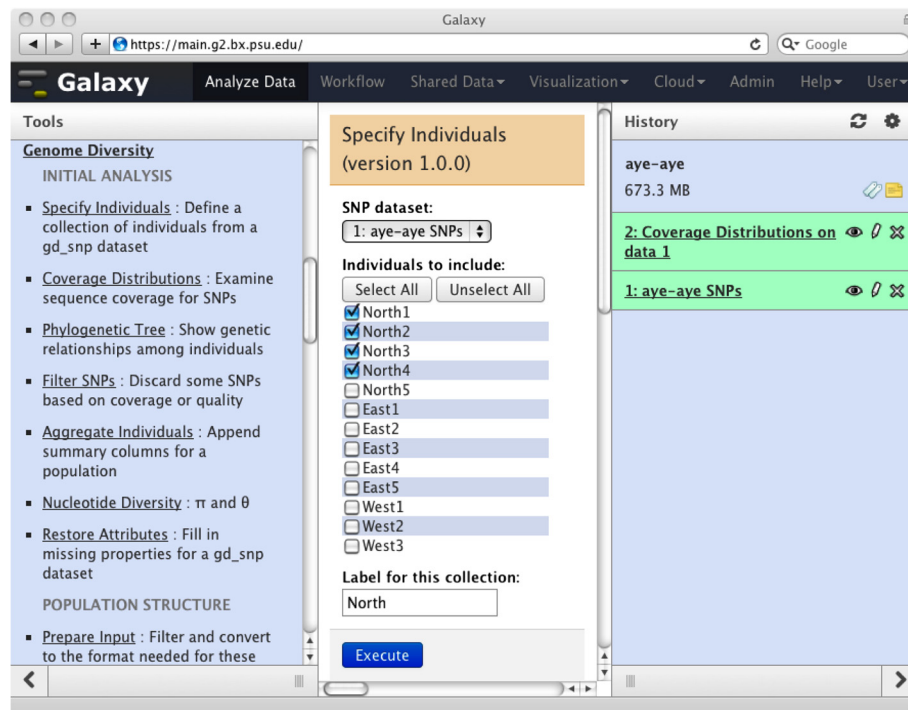 Galaxy
https://main.g2.bx.psu.edu/
Google
Galaxy
Analyze Data
Workflow
Shared Data
Visualization
Cloud
Admin
Help
User
Tools
Genome Diversity
INITIAL ANALYSIS
Specify Individuals : Define a
collection of individuals from a
gd_snp dataset
Coverage Distributions : Examine
sequence coverage for SNPs
Phylogenetic Tree : Show genetic
relationships among individuals
Filter SNPs : Discard some SNPs
based on coverage or quality
Aggregate Individuals : Append
summary columns for a
population
Nucleotide Diversity : π and θ
Restore Attributes : Fill in
missing properties for a gd_snp
dataset
POPULATION STRUCTURE
Prepare Input : Filter and convert
to the format needed for these
Specify Individuals
(version 1.0.0)
SNP dataset:
1: aye-aye SNPs
Individuals to include:
Select All
Unselect All
North1
North2
North3
North4
North5
East1
East2
East3
East4
East5
West1
West2
West3
Label for this collection:
North
Execute
History
aye-aye
673.3 MB
2: Coverage Distributions on
data 1
1: aye-aye SNPs